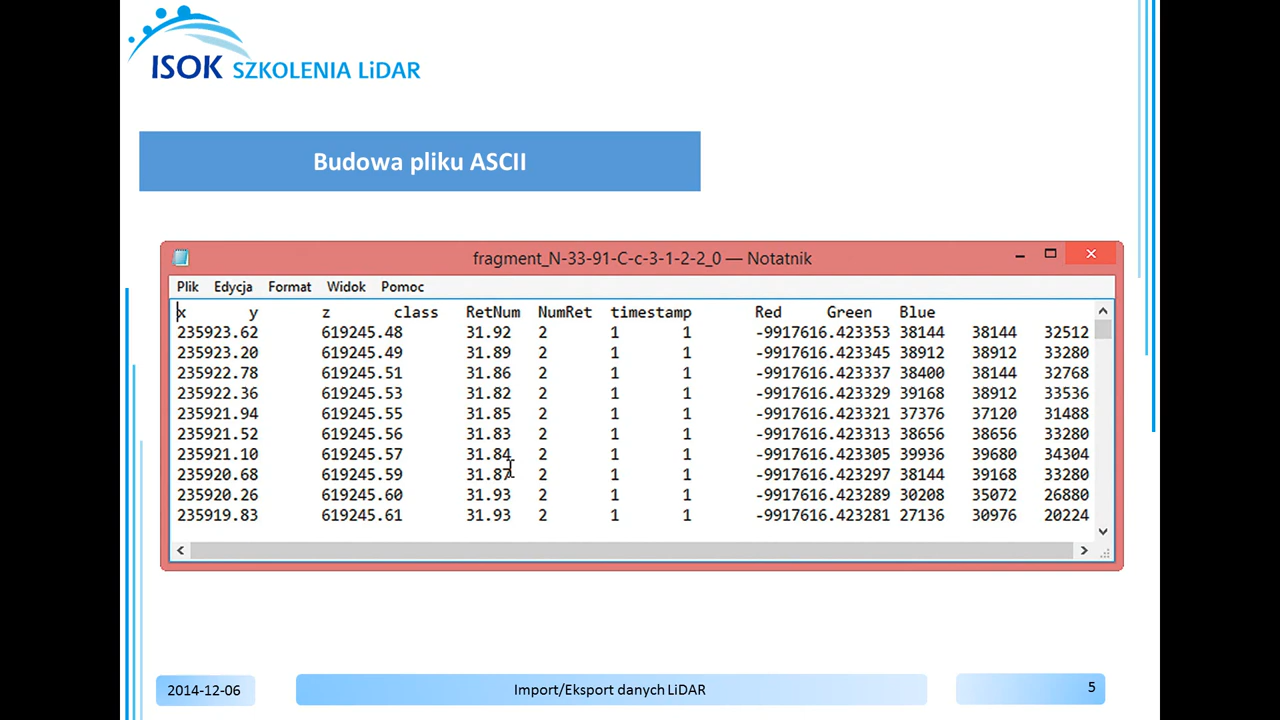 ISOK SZKOLENIA LiDAR
Budowa pliku ASCII
fragment_N-33-91-C-c-3-1-2-2_0 — Notatnik
Plik Edycja Format Widok Pomoc
x y z class RetNum NumRet timestamp Red Green Blue
235923.62 619245.48 31.92 2 1 1 -9917616.423353 38144 38144 32512
235923.20 619245.49 31.89 2 1 1 -9917616.423345 38912 38912 33280
235922.78 619245.51 31.86 2 1 1 -9917616.423337 38400 38144 32768
235922.36 619245.53 31.82 2 1 1 -9917616.423329 39168 38912 33536
235921.94 619245.55 31.85 2 1 1 -9917616.423321 37376 37120 31488
235921.52 619245.56 31.83 2 1 1 -9917616.423313 38656 38656 33280
235921.10 619245.57 31.84 2 1 1 -9917616.423305 39936 39680 34304
235920.68 619245.59 31.87 2 1 1 -9917616.423297 38144 39168 33280
235920.26 619245.60 31.93 2 1 1 -9917616.423289 30208 35072 26880
235919.83 619245.61 31.93 2 1 1 -9917616.423281 27136 30976 20224
2014-12-06 Import/Eksport danych LiDAR 5